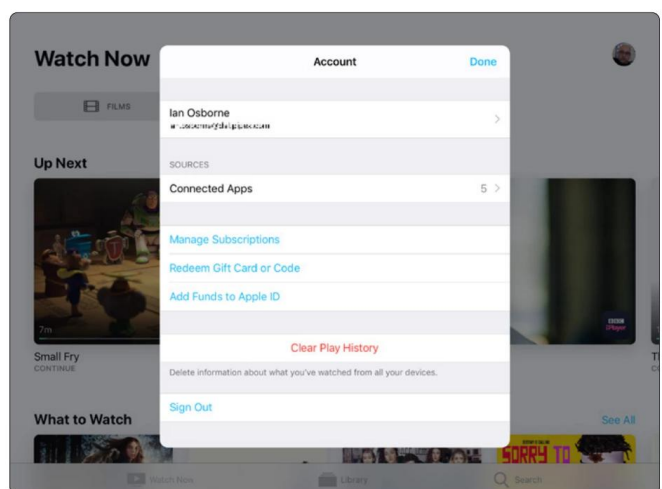 Watch Now
Account
Done
FILMS
Ian Osborne
Up Next
SOURCES
Connected Apps
5
Manage Subscriptions
Redeem Gift Card or Code
Add Funds to Apple ID
7m
Small Fry
CONTINUE
Clear Play History
Delete information about what you've watched from all your devices.
Sign Out
What to Watch
See All
SORRY TO
Watch Now
Library
Search